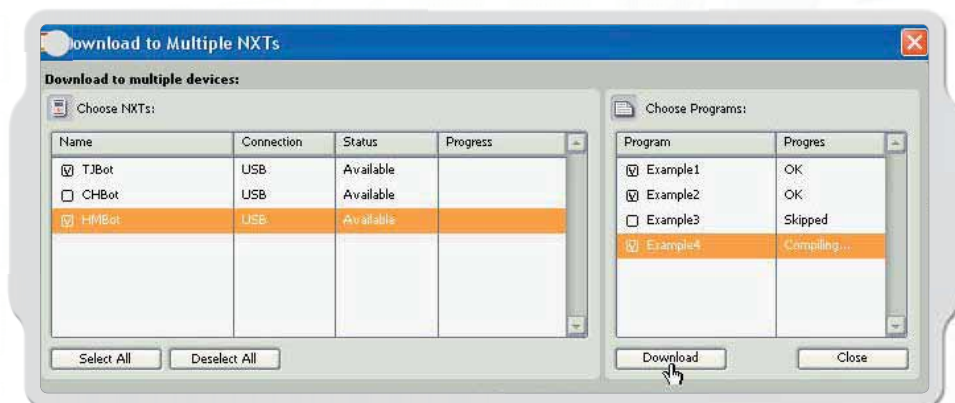 Download to Multiple NXTs
Download to multiple devices:
Choose NXTs:
Name Connection Status Progress
TJBot USB Available
CHBot USB Available
HMBot USB Available
Select All Deselect All
Choose Programs:
Program Progres
Example1 OK
Example2 OK
Example3 Skipped
Example4 Compiling...
Download Close